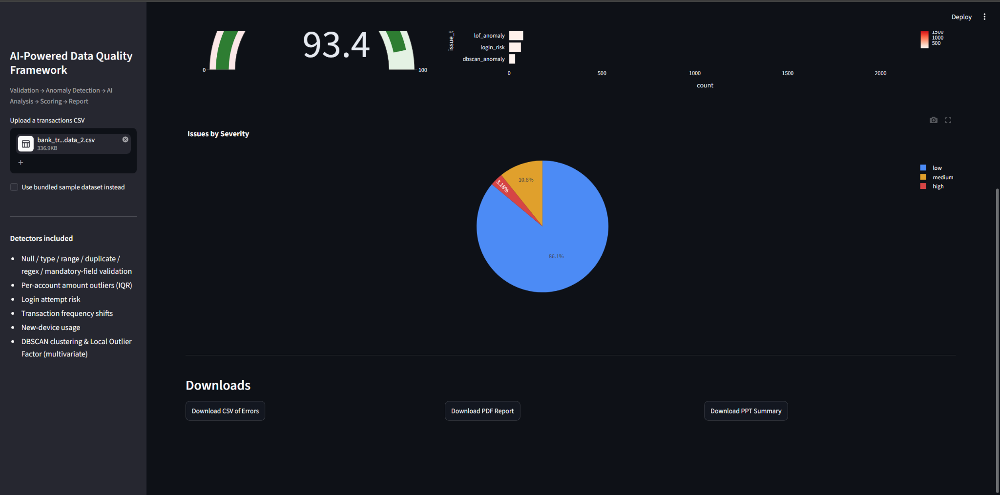 Deploy
AI-Powered Data Quality
Framework
Validation → Anomaly Detection → AI
Analysis → Scoring → Report
Upload a transactions CSV
bank_tr...data_2.csv
336.9KB
+
Use bundled sample dataset instead
Detectors included
Null / type / range / duplicate /
regex / mandatory-field validation
Per-account amount outliers (IQR)
Login attempt risk
Transaction frequency shifts
New-device usage
DBSCAN clustering & Local Outlier
Factor (multivariate)
93.4
0
100
issue_t
lof_anomaly
login_risk
dbscan_anomaly
0
500
1000
1500
2000
count
1500
1000
500
Issues by Severity
10.8%
3.18%
86.1%
low
medium
high
Downloads
Download CSV of Errors
Download PDF Report
Download PPT Summary